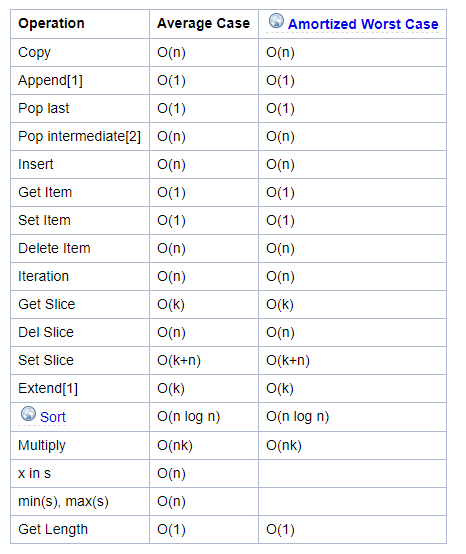 Operation Average Case Amortized Worst Case
Copy O(n) O(n)
Append[1] O(1) O(1)
Pop last O(1) O(1)
Pop intermediate[2] O(n) O(n)
Insert O(n) O(n)
Get Item O(1) O(1)
Set Item O(1) O(1)
Delete Item O(n) O(n)
Iteration O(n) O(n)
Get Slice O(k) O(k)
Del Slice O(n) O(n)
Set Slice O(k+n) O(k+n)
Extend[1] O(k) O(k)
Sort O(n log n) O(n log n)
Multiply O(nk) O(nk)
x in s O(n)
min(s), max(s) O(n)
Get Length O(1) O(1)